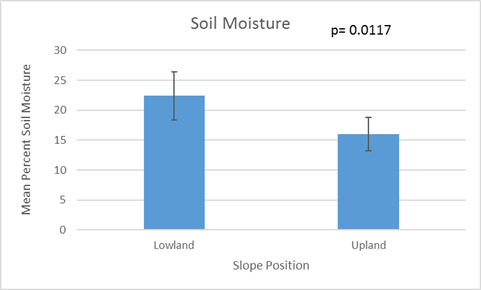 Soil Moisture
p= 0.0117
Mean Percent Soil Moisture
30
25
20
15
10
5
0
Lowland
Upland
Slope Position